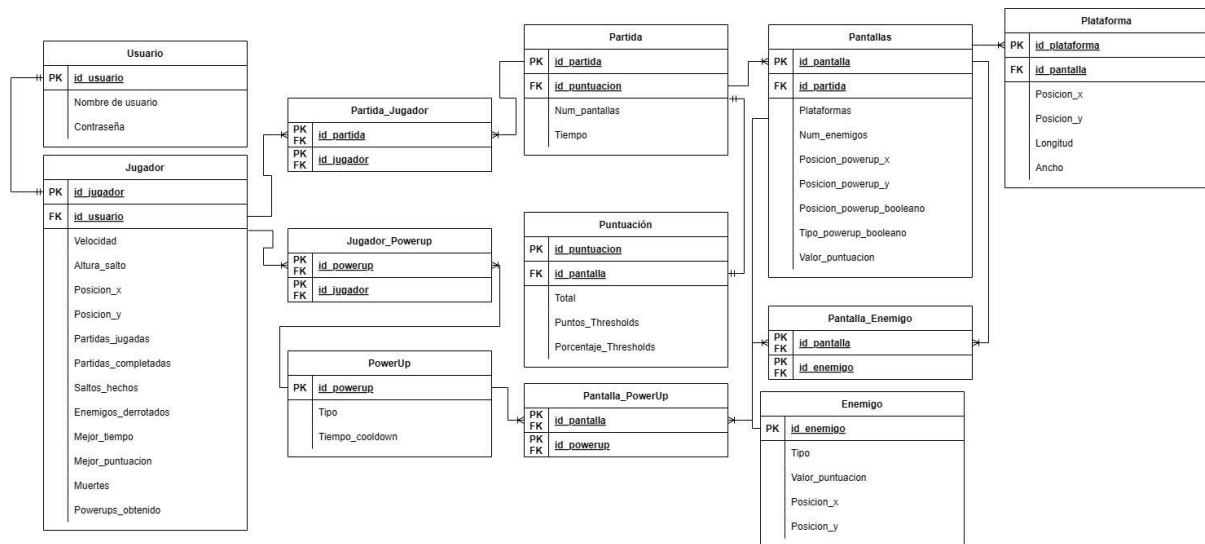 Usuario
PK id_usuario
Nombre de usuario
Contraseña
Jugador
PK id_jugador
FK id_usuario
Velocidad
Altura_salto
Posicion_x
Posicion_y
Partidas_jugadas
Partidas_completadas
Saltos_hechos
Enemigos_derrotados
Mejor_tiempo
Mejor_puntuacion
Muertes
Powerups_obtenido
Partida_Jugador
PK FK id_partida
PK FK id_jugador
Jugador_Powerup
PK FK id_powerup
PK FK id_jugador
PowerUp
PK id_powerup
Tipo
Tiempo_cooldown
Partida
PK id_partida
FK id_puntuacion
Num_pantallas
Tiempo
Puntuación
PK id_puntuacion
FK id_pantalla
Total
Puntos_Thresholds
Porcentaje_Thresholds
Pantalla_PowerUp
PK FK id_pantalla
PK FK id_powerup
Pantallas
PK id_pantalla
FK id_partida
Plataformas
Num_enemigos
Posicion_powerup_x
Posicion_powerup_y
Posicion_powerup_booleano
Tipo_powerup_booleano
Valor_puntuacion
Pantalla_Enemigo
PK FK id_pantalla
PK FK id_enemigo
Enemigo
PK id_enemigo
Tipo
Valor_puntuacion
Posicion_x
Posicion_y
Plataforma
PK id_plataforma
FK id_pantalla
Posicion_x
Posicion_y
Longitud
Ancho